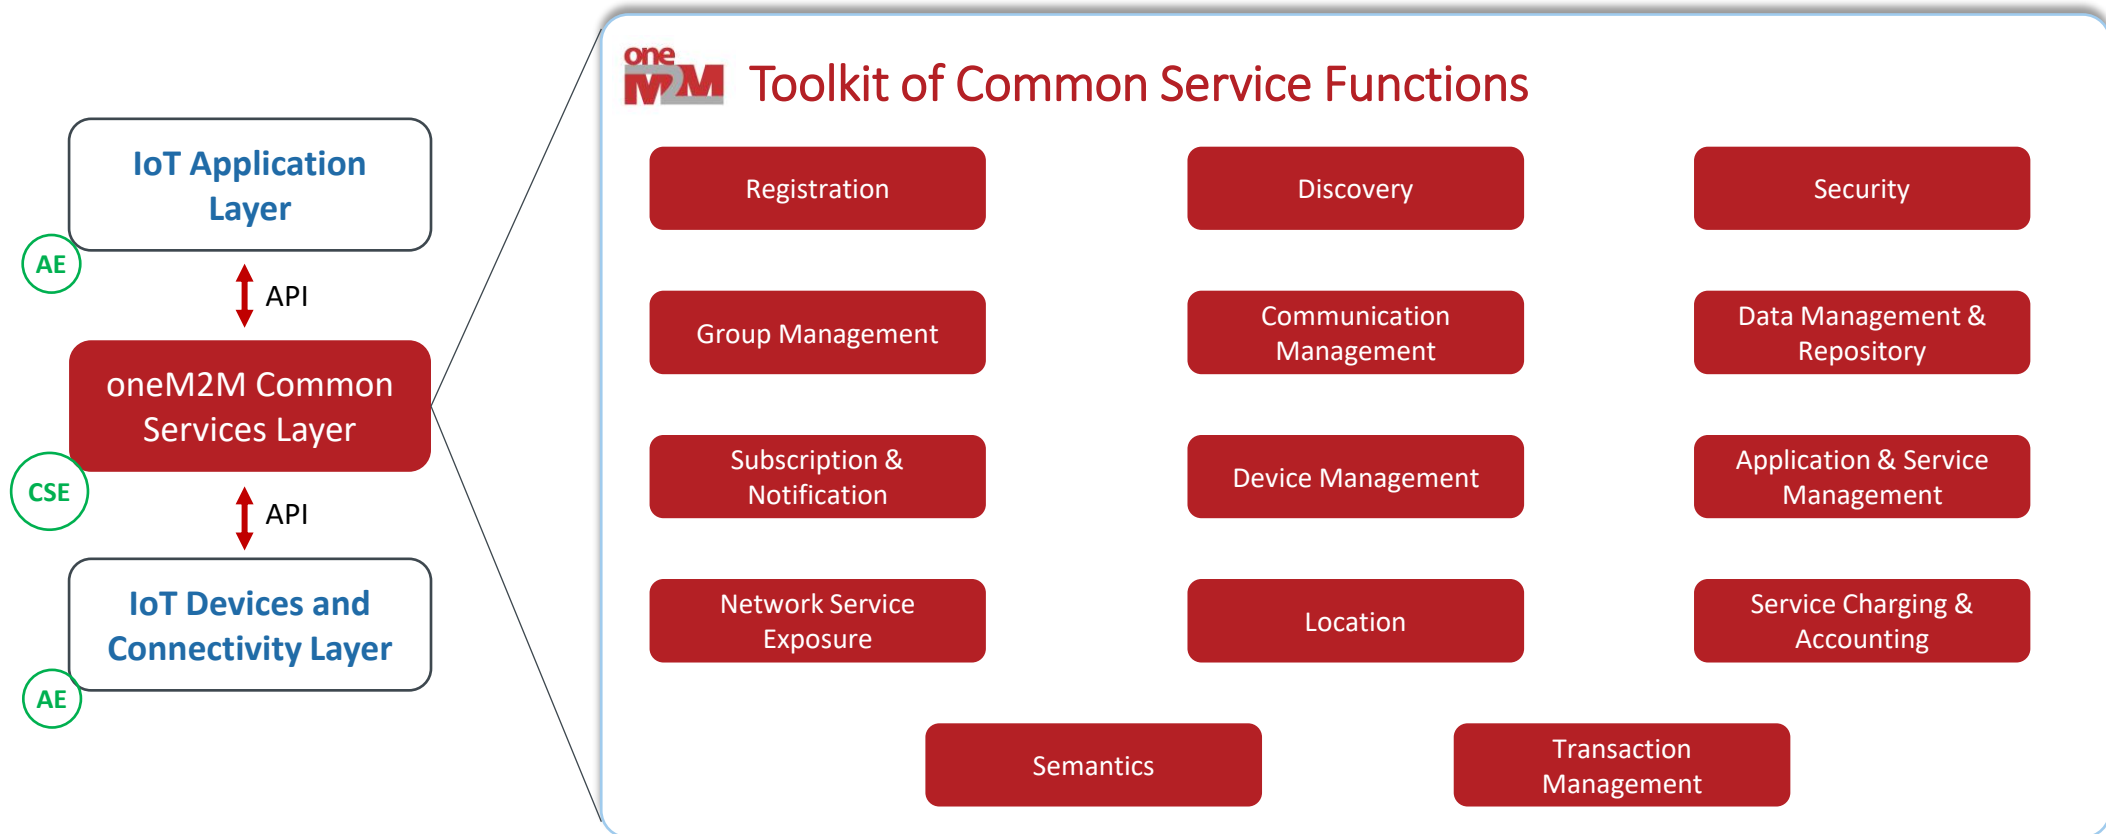 one
M2M
Toolkit of Common Service Functions
IoT Application
Layer
AE
API
oneM2M Common
Services Layer
CSE
API
IoT Devices and
Connectivity Layer
AE
Registration
Discovery
Security
Group Management
Communication
Management
Data Management &
Repository
Subscription &
Notification
Device Management
Application & Service
Management
Network Service
Exposure
Location
Service Charging &
Accounting
Semantics
Transaction
Management